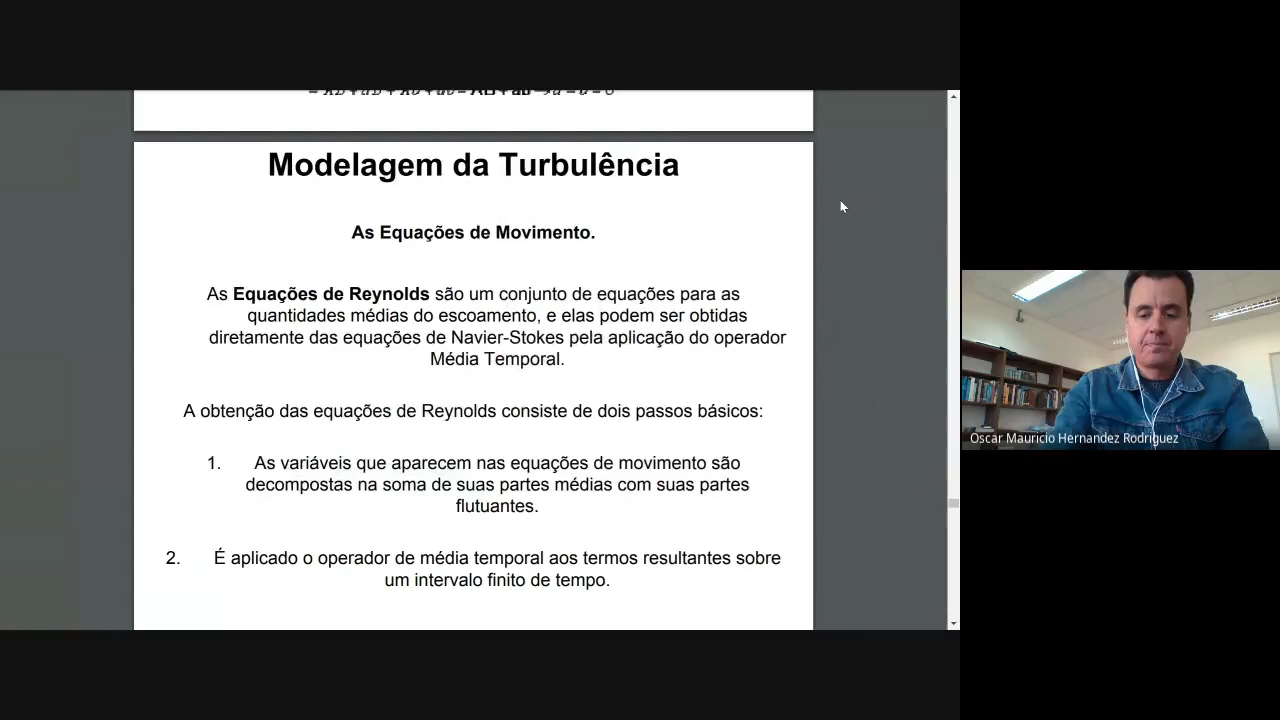 Modelagem da Turbulência
As Equações de Movimento.
As Equações de Reynolds são um conjunto de equações para as
quantidades médias do escoamento, e elas podem ser obtidas
diretamente das equações de Navier-Stokes pela aplicação do operador
Média Temporal.
A obtenção das equações de Reynolds consiste de dois passos básicos:
1. As variáveis que aparecem nas equações de movimento são
decompostas na soma de suas partes médias com suas partes
flutuantes.
2. É aplicado o operador de média temporal aos termos resultantes sobre
um intervalo finito de tempo.
Oscar Mauricio Hernandez Rodriguez